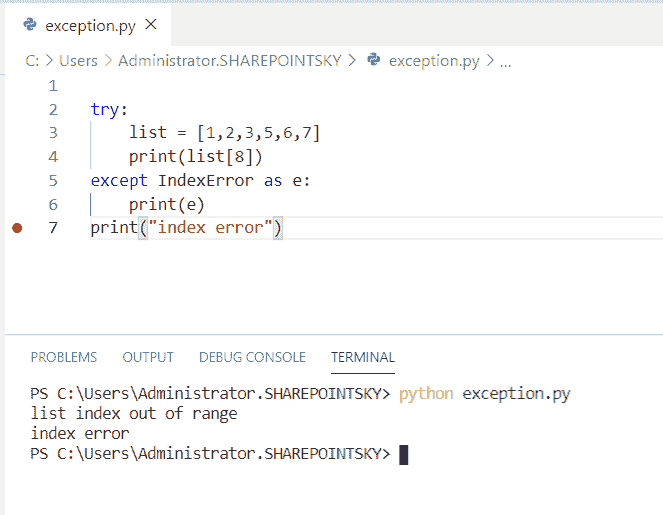 exception.py ×
C: > Users > Administrator.SHAREPOINTSKY > exception.py > ...
1
2 try:
3 list = [1,2,3,5,6,7]
4 print(list[8])
5 except IndexError as e:
6 print(e)
7 print("index error")
PROBLEMS OUTPUT DEBUG CONSOLE TERMINAL
PS C:\Users\Administrator.SHAREPOINTSKY> python exception.py
list index out of range
index error
PS C:\Users\Administrator.SHAREPOINTSKY>